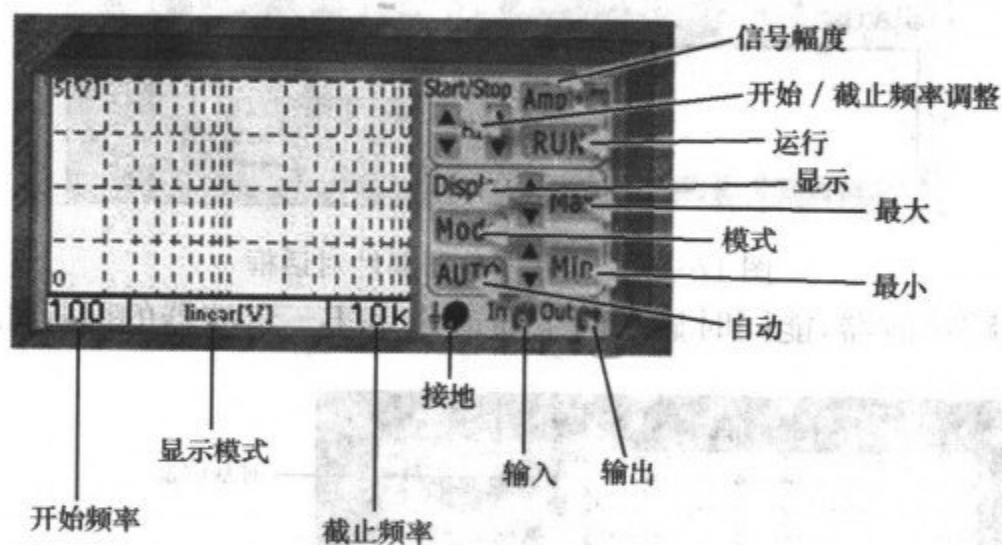 信号幅度
开始 / 截止频率调整
运行
显示
最大
模式
最小
自动
5[V]
0
100
linear[V]
10k
Start/Stop
Amp
RUN
Mod
AUTO
Min
In
Out
接地
显示模式
输入
输出
开始频率
截止频率